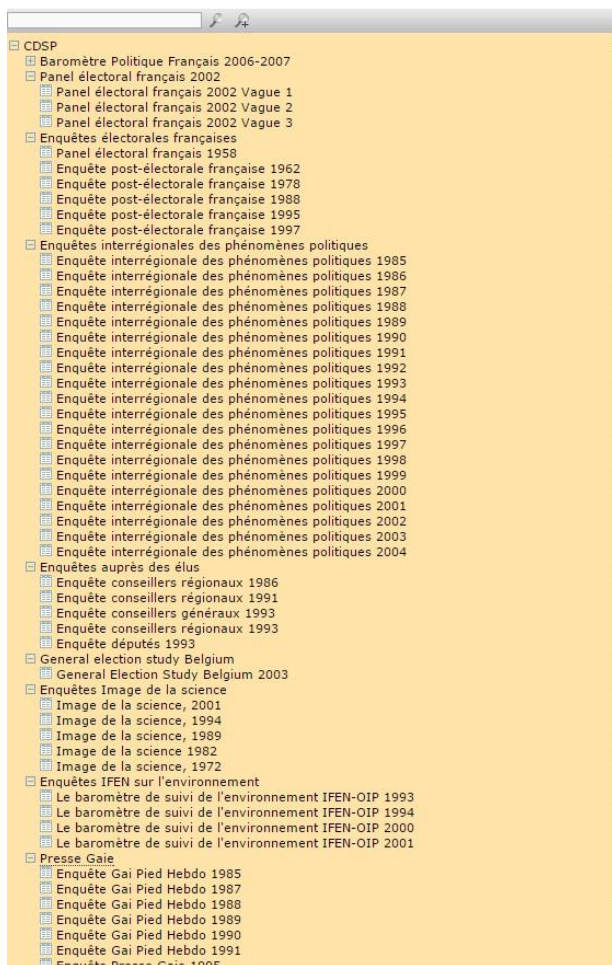 CDSP
Baromètre Politique Français 2006-2007
Panel électoral français 2002
Panel électoral français 2002 Vague 1
Panel électoral français 2002 Vague 2
Panel électoral français 2002 Vague 3
Enquêtes électorales françaises
Panel électoral français 1958
Enquête post-électorale française 1962
Enquête post-électorale française 1978
Enquête post-électorale française 1988
Enquête post-électorale française 1995
Enquête post-électorale française 1997
Enquêtes interrégionales des phénomènes politiques
Enquête interrégionale des phénomènes politiques 1985
Enquête interrégionale des phénomènes politiques 1986
Enquête interrégionale des phénomènes politiques 1987
Enquête interrégionale des phénomènes politiques 1988
Enquête interrégionale des phénomènes politiques 1989
Enquête interrégionale des phénomènes politiques 1990
Enquête interrégionale des phénomènes politiques 1991
Enquête interrégionale des phénomènes politiques 1992
Enquête interrégionale des phénomènes politiques 1993
Enquête interrégionale des phénomènes politiques 1994
Enquête interrégionale des phénomènes politiques 1995
Enquête interrégionale des phénomènes politiques 1996
Enquête interrégionale des phénomènes politiques 1997
Enquête interrégionale des phénomènes politiques 1998
Enquête interrégionale des phénomènes politiques 1999
Enquête interrégionale des phénomènes politiques 2000
Enquête interrégionale des phénomènes politiques 2001
Enquête interrégionale des phénomènes politiques 2002
Enquête interrégionale des phénomènes politiques 2003
Enquête interrégionale des phénomènes politiques 2004
Enquêtes auprès des élus
Enquête conseillers régionaux 1986
Enquête conseillers régionaux 1991
Enquête conseillers généraux 1993
Enquête conseillers régionaux 1993
Enquête députés 1993
General election study Belgium
General Election Study Belgium 2003
Enquêtes Image de la science
Image de la science, 2001
Image de la science, 1994
Image de la science, 1989
Image de la science 1982
Image de la science, 1972
Enquêtes IFEN sur l'environnement
Le baromètre de suivi de l'environnement IFEN-OIP 1993
Le baromètre de suivi de l'environnement IFEN-OIP 1994
Le baromètre de suivi de l'environnement IFEN-OIP 2000
Le baromètre de suivi de l'environnement IFEN-OIP 2001
Presse Gaie
Enquête Gai Pied Hebdo 1985
Enquête Gai Pied Hebdo 1987
Enquête Gai Pied Hebdo 1988
Enquête Gai Pied Hebdo 1989
Enquête Gai Pied Hebdo 1990
Enquête Gai Pied Hebdo 1991
Enquête Presse Gaie 1995